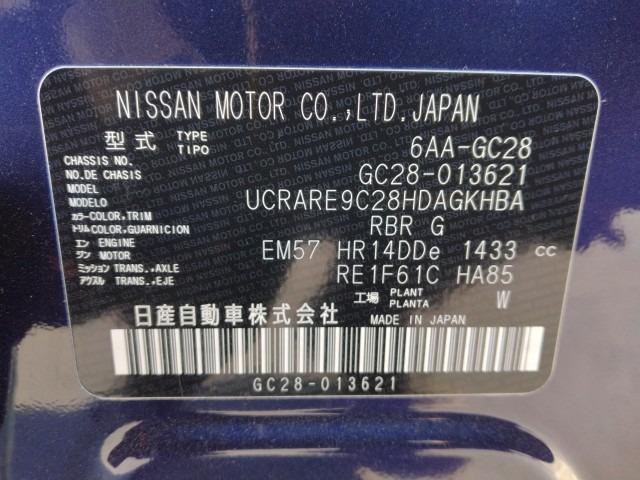 NISSAN MOTOR CO.,LTD.JAPAN
型式 TYPE TIPO 6AA-GC28
CHASSIS NO.
NO.DE CHASIS GC28-013621
MODEL
MODELO UCRARE9C28HDAGKHBA
カラー COLOR,TRIM
トリム COLOR,GUARNICION RBR G
エン ENGINE
ジン MOTOR EM57 HR14DDe 1433 cc
ミッション TRANS.,AXLE
アクスル TRANS.,EJE RE1F61C HA85
工場 PLANT PLANTA W
日産自動車株式会社 MADE IN JAPAN
GC28-013621